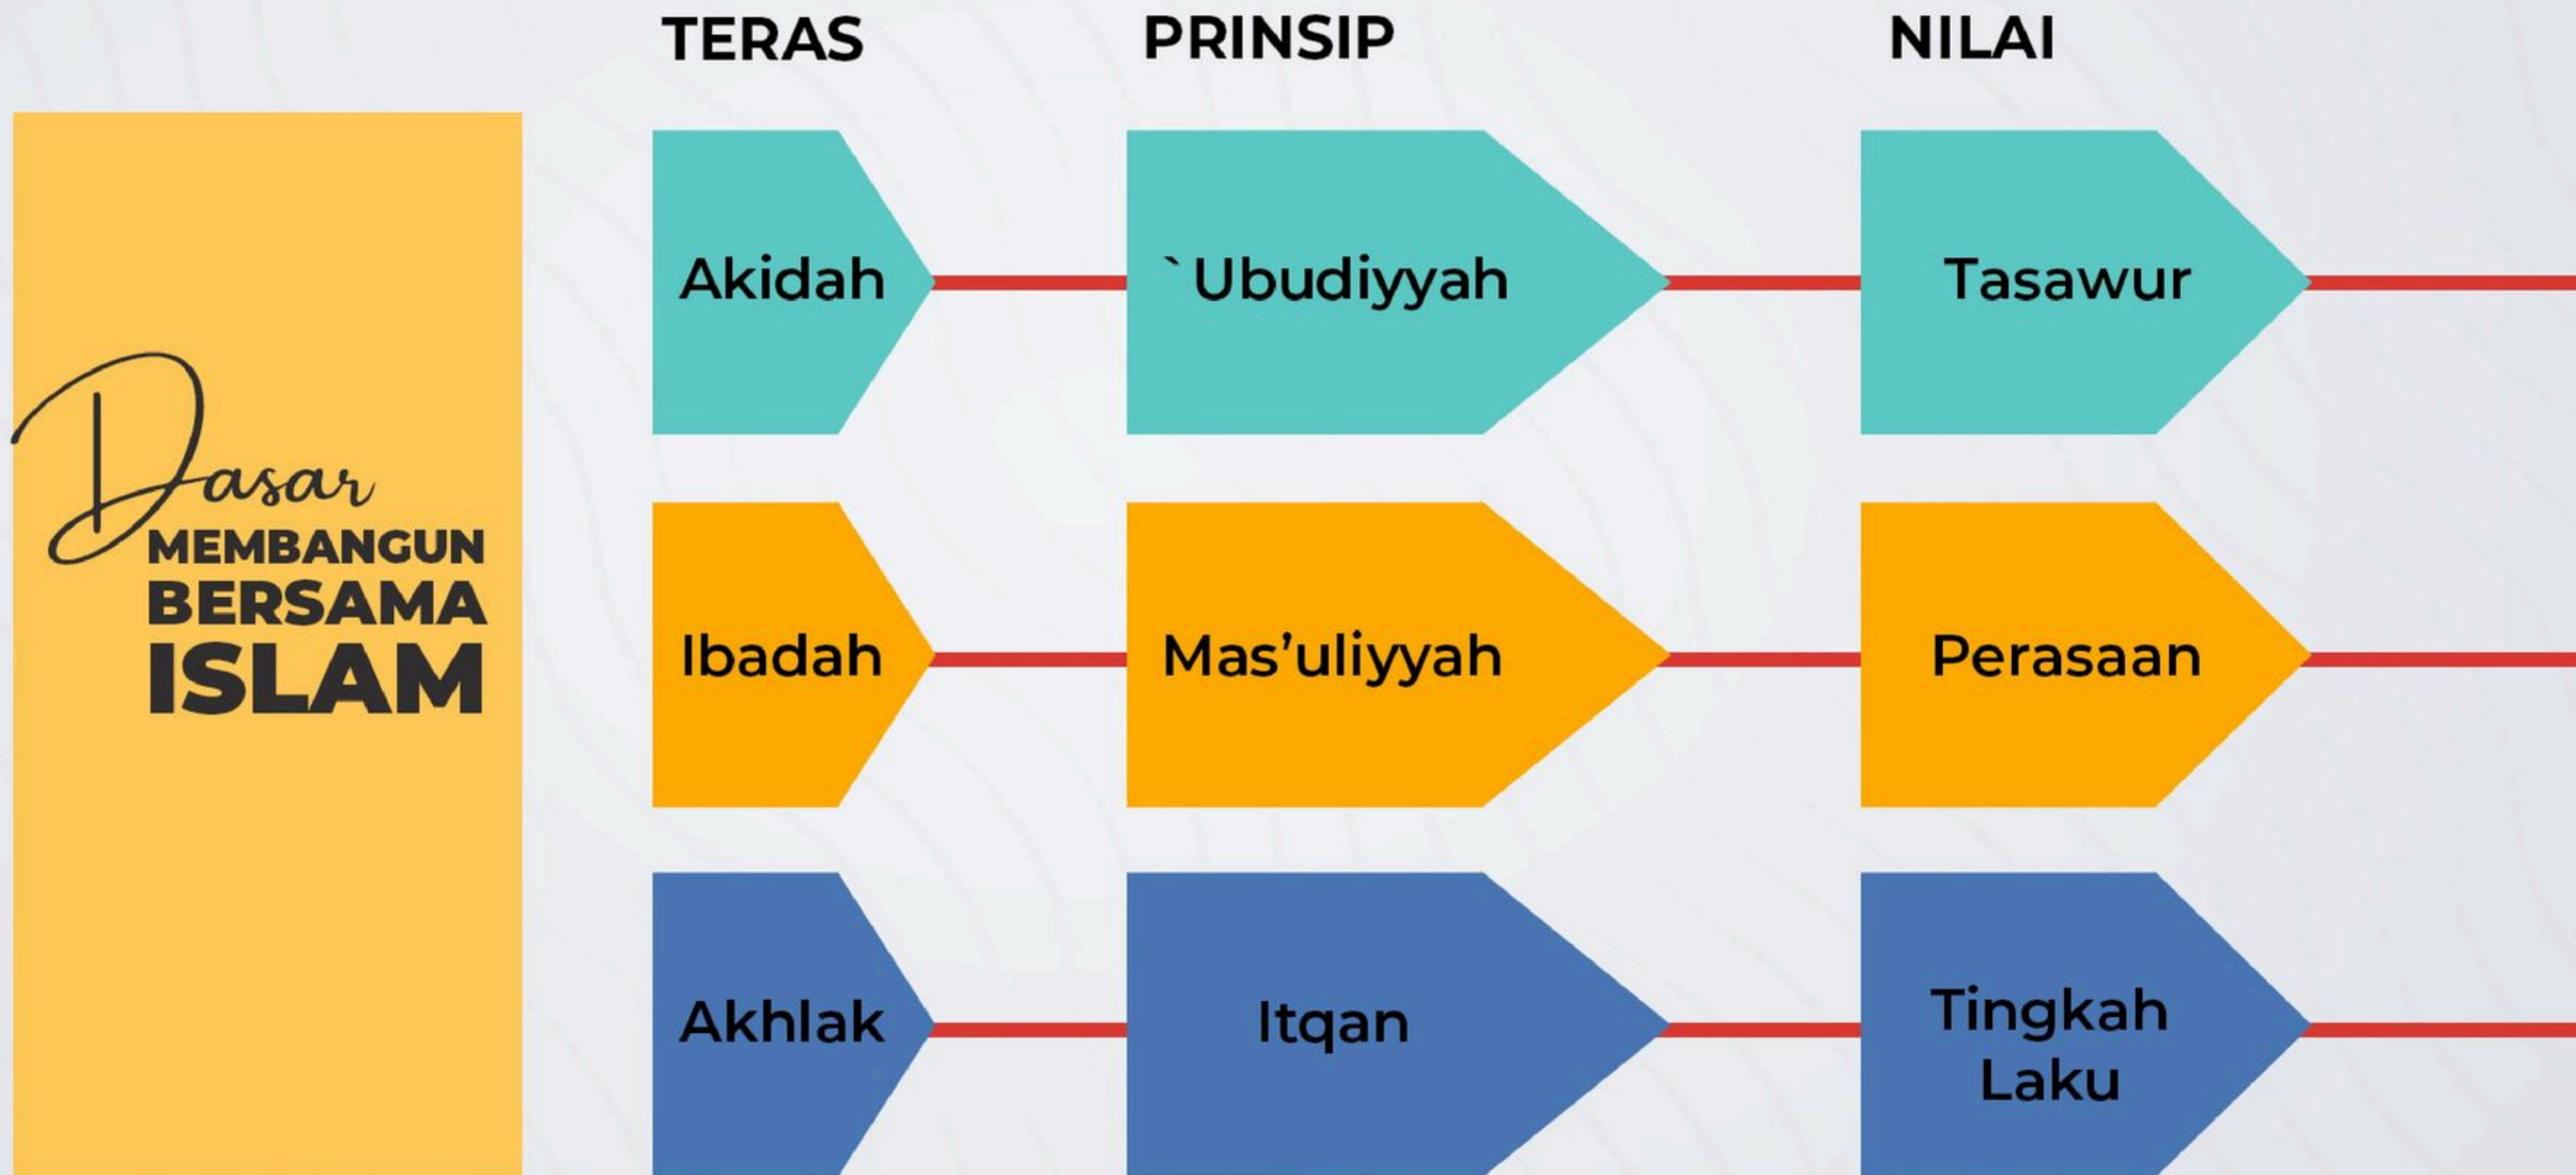 TERAS PRINSIP NILAI
Dasar
MEMBANGUN
BERSAMA
ISLAM
Akidah `Ubudiyyah Tasawur
Ibadah Mas’uliyyah Perasaan
Akhlak Itqan Tingkah
Laku